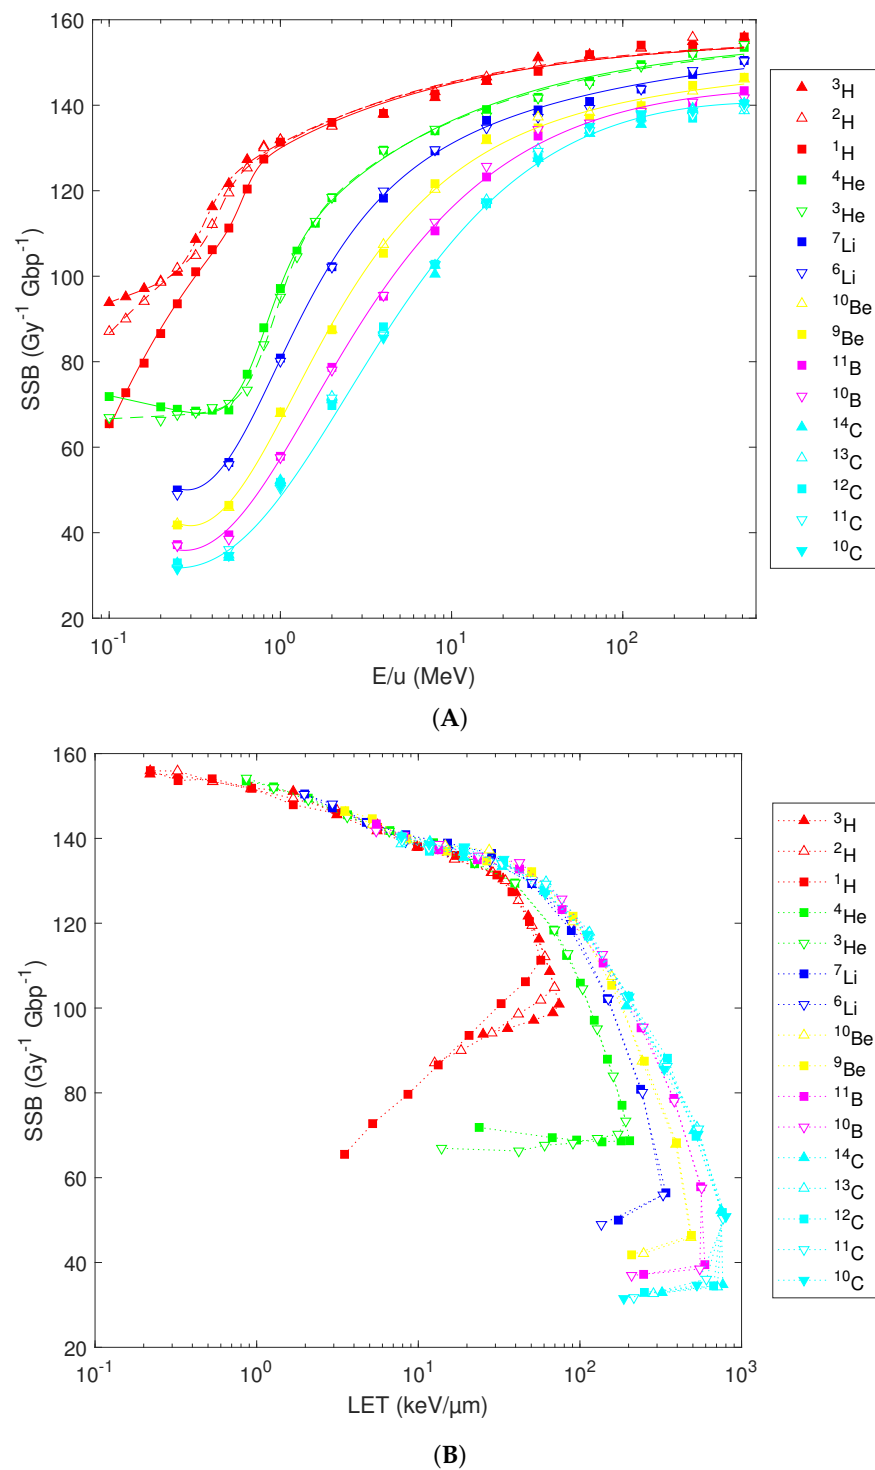 160
140
120
100
80
60
40
20
SSB (Gy⁻¹ Gbp⁻¹)
10⁻¹ 10⁰ 10¹ 10²
E/u (MeV)
³H
²H
¹H
⁴He
³He
⁷Li
⁶Li
¹⁰Be
⁹Be
¹¹B
¹⁰B
¹⁴C
¹³C
¹²C
¹¹C
¹⁰C
(A)
160
140
120
100
80
60
40
20
SSB (Gy⁻¹ Gbp⁻¹)
10⁻¹ 10⁰ 10¹ 10² 10³
LET (keV/μm)
³H
²H
¹H
⁴He
³He
⁷Li
⁶Li
¹⁰Be
⁹Be
¹¹B
¹⁰B
¹⁴C
¹³C
¹²C
¹¹C
¹⁰C
(B)